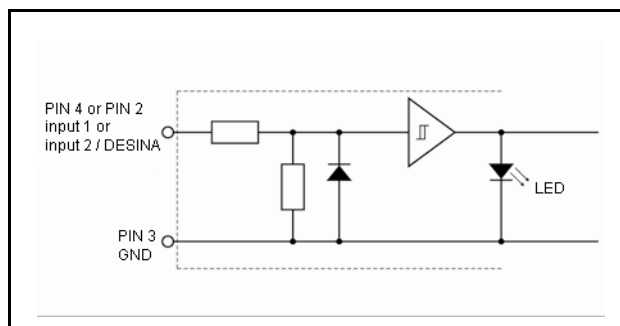 PIN 4 or PIN 2
input 1 or
input 2 / DESINA
LED
PIN 3
GND